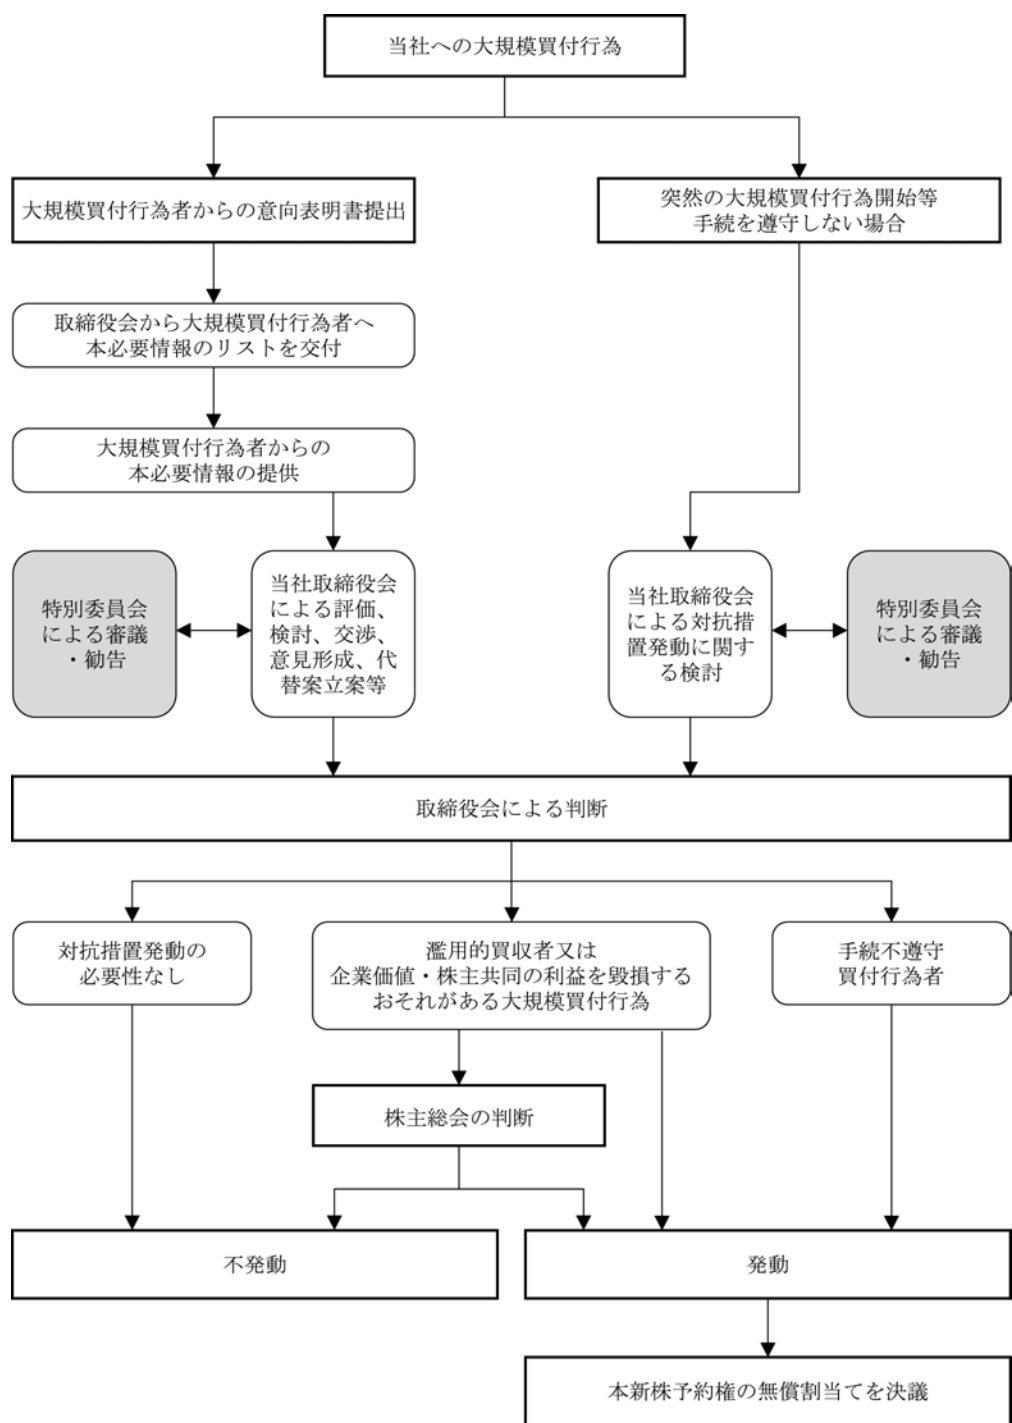 当社への大規模買付行為
大規模買付行為者からの意向表明書提出
突然の大規模買付行為開始等
手続を遵守しない場合
取締役会から大規模買付行為者へ
本必要情報のリストを交付
大規模買付行為者からの
本必要情報の提供
特別委員会
による審議
・勧告
当社取締役会
による評価、
検討、交渉、
意見形成、代
替案立案等
当社取締役会
による対抗措
置発動に関す
る検討
特別委員会
による審議
・勧告
取締役会による判断
対抗措置発動の
必要性なし
濫用的買収者又は
企業価値・株主共同の利益を毀損する
おそれがある大規模買付行為
手続不遵守
買付行為者
株主総会の判断
不発動
発動
本新株予約権の無償割当てを決議